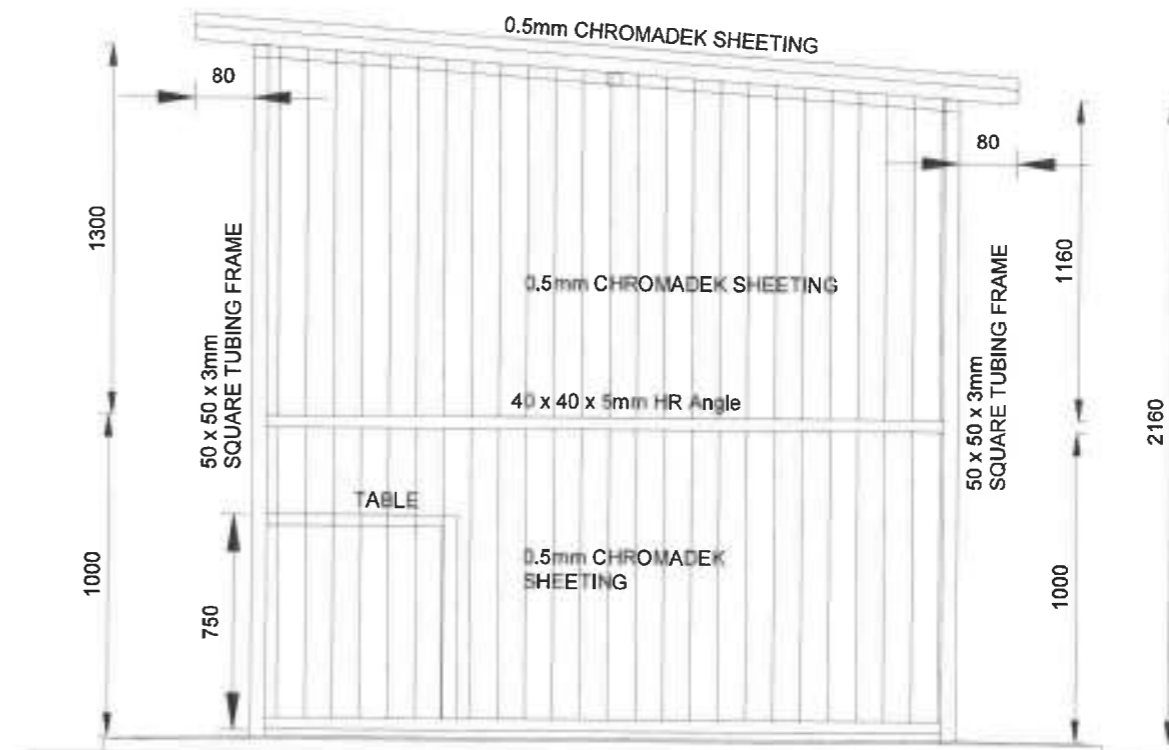 0.5mm CHROMADEK SHEETING
80
80
1300
1160
50 x 50 x 3mm
SQUARE TUBING FRAME
0.5mm CHROMADEK SHEETING
50 x 50 x 3mm
SQUARE TUBING FRAME
2160
40 x 40 x 5mm HR Angle
TABLE
1000
750
0.5mm CHROMADEK
SHEETING
1000